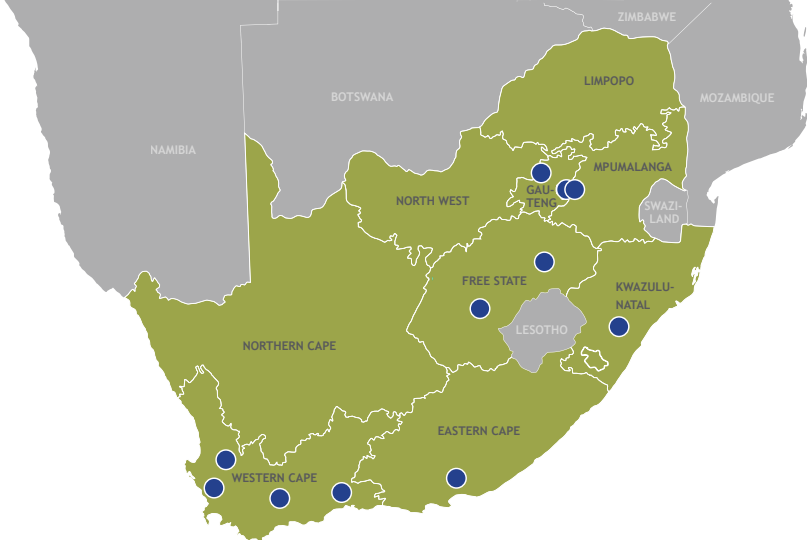 ZIMBABWE
LIMPOPO
BOTSWANA
MOZAMBIQUE
NAMIBIA
MPUMALANGA
GAU-
TENG
NORTH WEST
SWAZI-
LAND
FREE STATE
KWAZULU-
NATAL
LESOTHO
NORTHERN CAPE
EASTERN CAPE
WESTERN CAPE